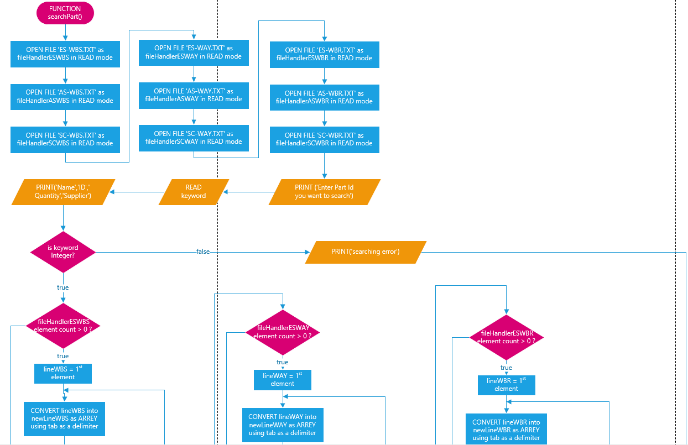 FUNCTION
searchPart()
OPEN FILE 'ES-WBS.TXT' as
fileHandlerESWBS in READ mode
OPEN FILE 'AS-WBS.TXT' as
fileHandlerASWBS in READ mode
OPEN FILE 'SC-WBS.TXT' as
fileHandlerSCWBS in READ mode
OPEN FILE 'ES-WAY.TXT' as
fileHandlerESWAY in READ mode
OPEN FILE 'AS-WAY.TXT' as
fileHandlerASWAY in READ mode
OPEN FILE 'SC-WAY.TXT' as
fileHandlerSCWAY in READ mode
OPEN FILE 'ES-WBR.TXT' as
fileHandlerESWBR in READ mode
OPEN FILE 'AS-WBR.TXT' as
fileHandlerASWBR in READ mode
OPEN FILE 'SC-WBR.TXT' as
fileHandlerSCWBR in READ mode
PRINT ('Enter Part Id
you want to search')
READ
keyword
PRINT('Name','ID','
Quantity','Supplier')
is keyword
Integer?
false
PRINT('searching error')
true
fileHandlerESWBS
element count > 0 ?
true
lineWBS = 1st
element
CONVERT lineWBS into
newLineWBS as ARREY
using tab as a delimiter
fileHandlerESWAY
element count > 0 ?
true
lineWAY = 1st
element
CONVERT lineWAY into
newLineWAY as ARREY
using tab as a delimiter
fileHandlerESWBR
element count > 0 ?
true
lineWBR = 1st
element
CONVERT lineWBR into
newLineWBR as ARREY
using tab as a delimiter